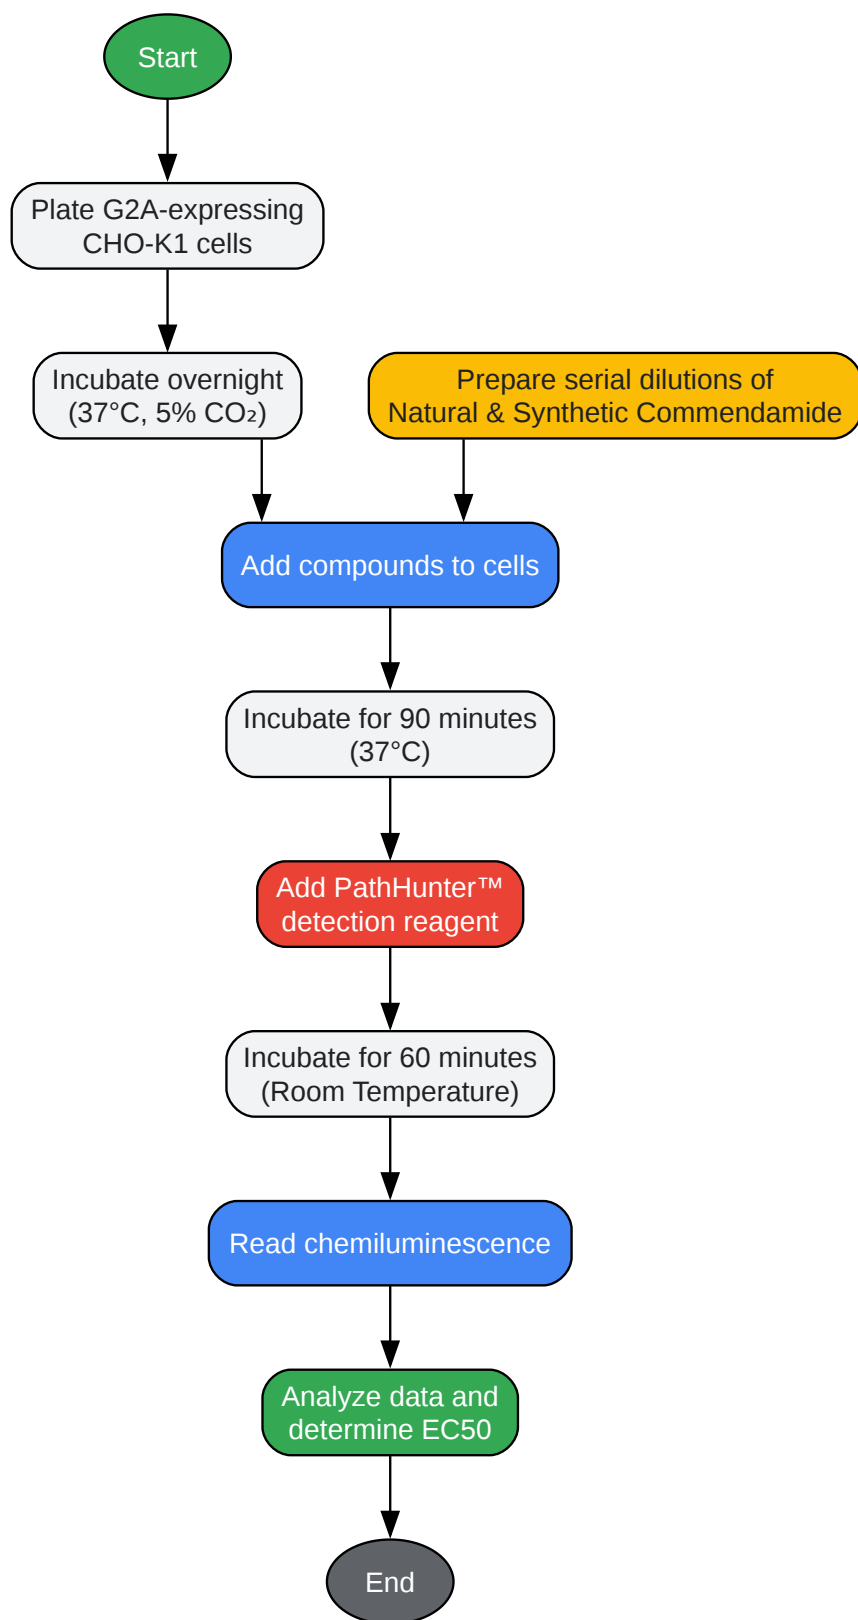 Start
Plate G2A-expressing
CHO-K1 cells
Incubate overnight
(37°C, 5% CO₂)
Prepare serial dilutions of
Natural & Synthetic Commendamide
Add compounds to cells
Incubate for 90 minutes
(37°C)
Add PathHunter™
detection reagent
Incubate for 60 minutes
(Room Temperature)
Read chemiluminescence
Analyze data and
determine EC50
End